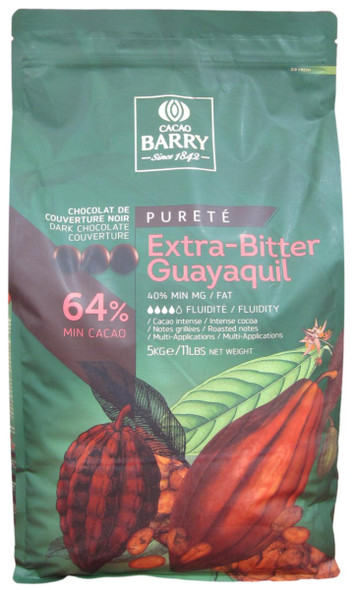 CACAO
BARRY
Since 1842
CHOCOLAT DE
COUVERTURE NOIR
DARK CHOCOLATE
COUVERTURE
PURETÉ
Extra-Bitter
Guayaquil
64%
MIN CACAO
40% MIN MG / FAT
FLUIDITÉ / FLUIDITY
/ Cacao intense / Intense cocoa
/ Notes grillées / Roasted notes
/ Multi-Applications / Multi-Applications
5KGe/11LBS NET WEIGHT